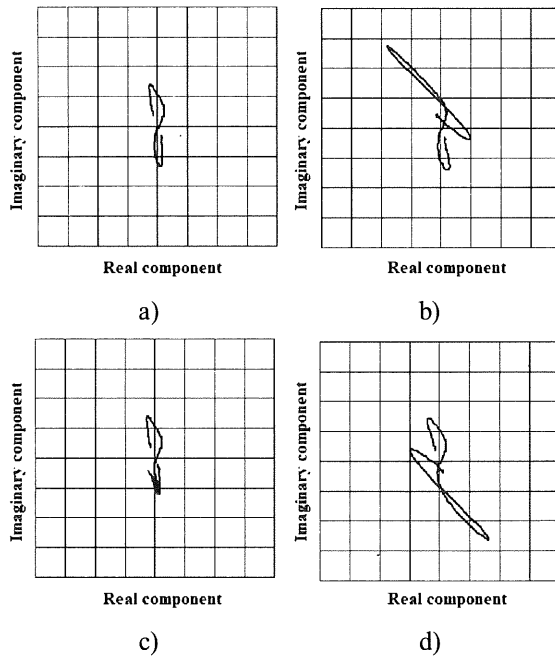 Imaginary component
Real component
a)
Imaginary component
Real component
b)
Imaginary component
Real component
c)
Imaginary component
Real component
d)